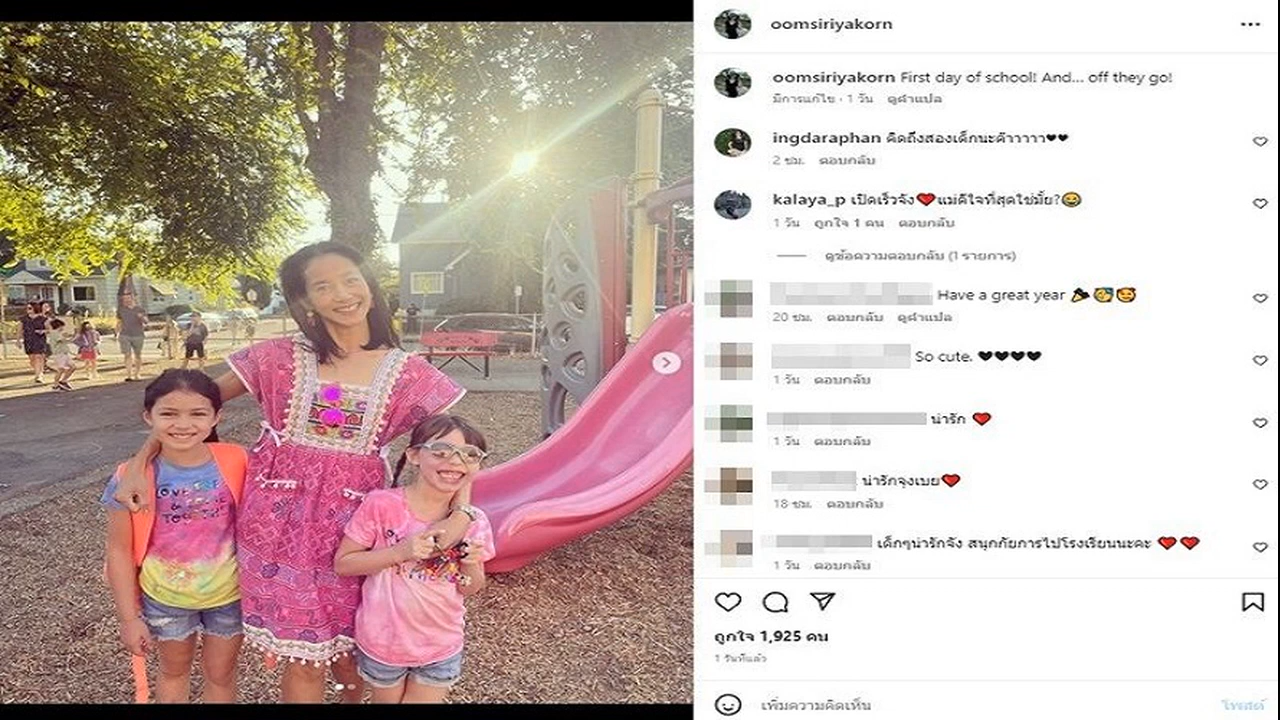 oomsiriyakorn
oomsiriyakorn First day of school! And... off they go!
มีการแก้ไข · 1 วัน ดูคำแปล
ingdaraphan คิดถึงสองเด็กนะค๊าาาาา🖤🖤
2 ชม. ตอบกลับ
kalaya_p เปิดเร็วจัง❤️แม่ดีใจที่สุดใช่มั้ย?😂
1 วัน ถูกใจ 1 คน ตอบกลับ
ดูข้อความตอบกลับ (1 รายการ)
Have a great year 🎉🥳🥰
20 ชม. ตอบกลับ ดูคำแปล
So cute. 🖤🖤🖤🖤
1 วัน ตอบกลับ
น่ารัก ❤️
1 วัน ตอบกลับ
น่ารักจุงเบย❤️
18 ชม. ตอบกลับ
เด็กๆน่ารักจัง สนุกกับการไปโรงเรียนนะคะ ❤️❤️
1 วัน ตอบกลับ
ถูกใจ 1,925 คน
1 วันที่แล้ว
เพิ่มความคิดเห็น
โพสต์
LOVE
TOGETHER